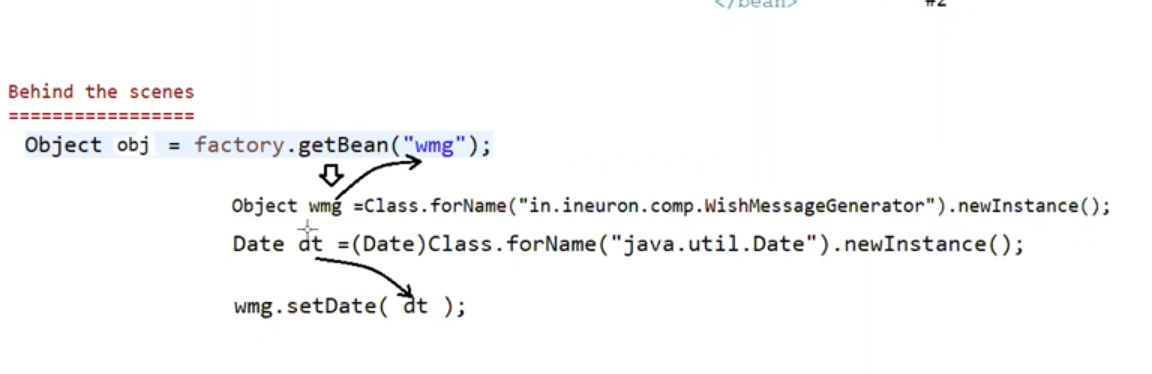 </bean> #2
Behind the scenes
=================
Object obj = factory.getBean("wmg");
Object wmg =Class.forName("in.ineuron.comp.WishMessageGenerator").newInstance();
Date dt =(Date)Class.forName("java.util.Date").newInstance();
wmg.setDate( dt );